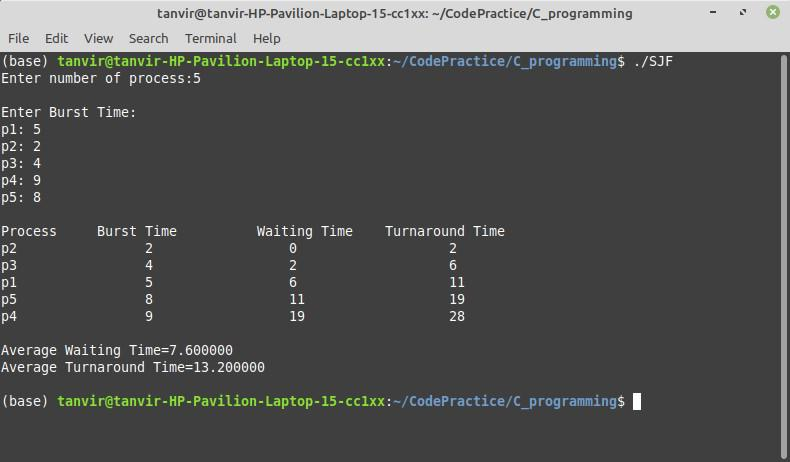 tanvir@tanvir-HP-Pavilion-Laptop-15-cc1xx: ~/CodePractice/C_programming
File Edit View Search Terminal Help
(base) tanvir@tanvir-HP-Pavilion-Laptop-15-cc1xx:~/CodePractice/C_programming$ ./SJF
Enter number of process:5
Enter Burst Time:
p1: 5
p2: 2
p3: 4
p4: 9
p5: 8
Process Burst Time Waiting Time Turnaround Time
p2 2 0 2
p3 4 2 6
p1 5 6 11
p5 8 11 19
p4 9 19 28
Average Waiting Time=7.600000
Average Turnaround Time=13.200000
(base) tanvir@tanvir-HP-Pavilion-Laptop-15-cc1xx:~/CodePractice/C_programming$